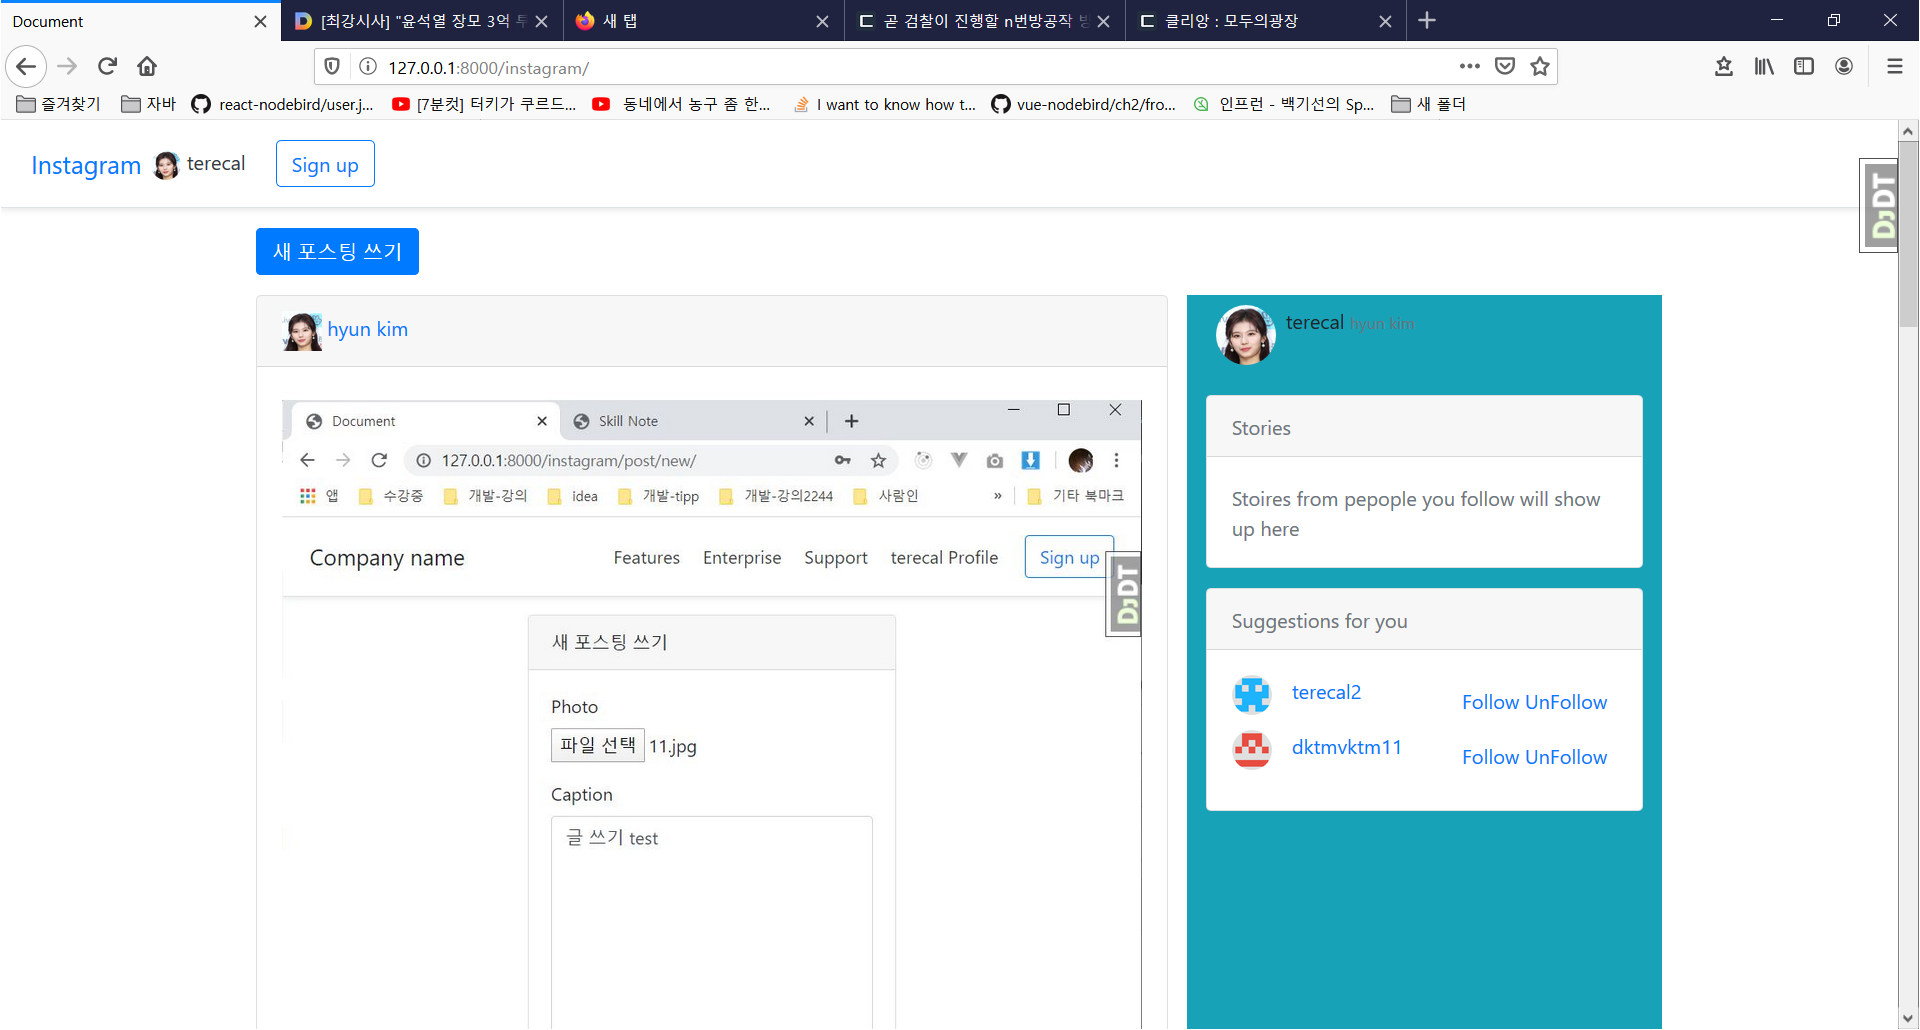 Document
[최강시사] "윤석열 장모 3억 투
새 탭
곧 검찰이 진행할 n번방공작 방
클리앙 : 모두의광장
127.0.0.1:8000/instagram/
즐겨찾기
자바
react-nodebird/user.j...
[7분컷] 터키가 쿠르드...
동네에서 농구 좀 한...
I want to know how t...
vue-nodebird/ch2/fro...
인프런 - 백기선의 Sp...
새 폴더
Instagram
terecal
Sign up
DJDT
새 포스팅 쓰기
hyun kim
Document
Skill Note
127.0.0.1:8000/instagram/post/new/
앱
수강중
개발-강의
idea
개발-tipp
개발-강의2244
사람인
»
기타 북마크
Company name
Features
Enterprise
Support
terecal Profile
Sign up
DJDT
새 포스팅 쓰기
Photo
파일 선택 11.jpg
Caption
글 쓰기 test
terecal hyun kim
Stories
Stoires from pepople you follow will show
up here
Suggestions for you
terecal2
Follow UnFollow
dktmvktm11
Follow UnFollow